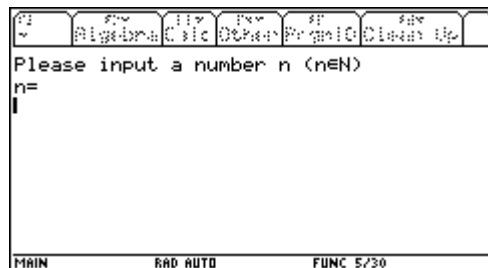 Algebra Calc Other PrgmIO Clean Up
Please input a number n (n∈N)
n=
MAIN RAD AUTO FUNC 5/30